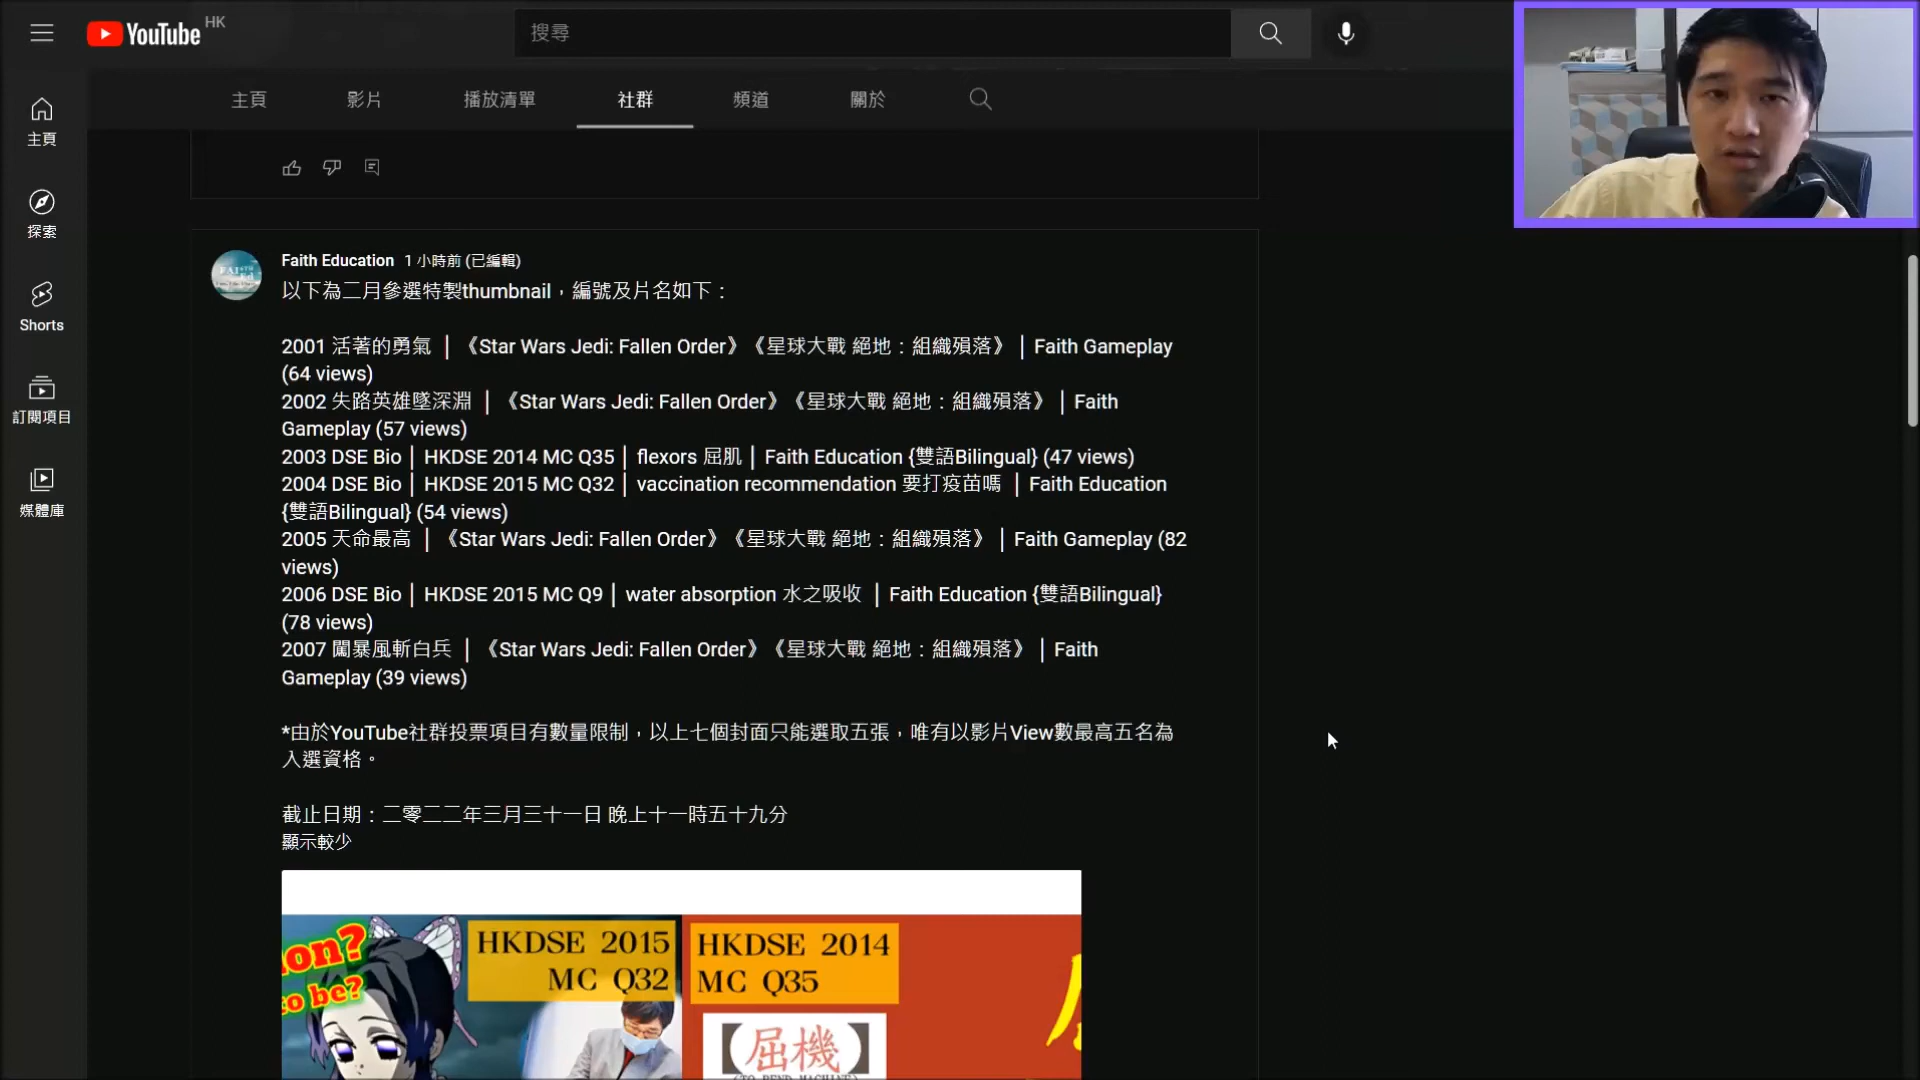 YouTube HK
搜尋
主頁 影片 播放清單 社群 頻道 關於
主頁
探索
Shorts
訂閱項目
媒體庫
Faith Education 1 小時前 (已編輯)
以下為二月參選特製thumbnail，編號及片名如下：
2001 活著的勇氣 │《Star Wars Jedi: Fallen Order》《星球大戰 絕地：組織殞落》│ Faith Gameplay
(64 views)
2002 失路英雄墜深淵 │《Star Wars Jedi: Fallen Order》《星球大戰 絕地：組織殞落》│ Faith
Gameplay (57 views)
2003 DSE Bio│ HKDSE 2014 MC Q35│ flexors 屈肌│ Faith Education {雙語Bilingual} (47 views)
2004 DSE Bio│ HKDSE 2015 MC Q32│ vaccination recommendation 要打疫苗嗎 │ Faith Education
{雙語Bilingual} (54 views)
2005 天命最高 │《Star Wars Jedi: Fallen Order》《星球大戰 絕地：組織殞落》│ Faith Gameplay (82
views)
2006 DSE Bio│ HKDSE 2015 MC Q9│ water absorption 水之吸收 │ Faith Education {雙語Bilingual}
(78 views)
2007 闖暴風斬白兵 │《Star Wars Jedi: Fallen Order》《星球大戰 絕地：組織殞落》│ Faith
Gameplay (39 views)
*由於YouTube社群投票項目有數量限制，以上七個封面只能選取五張，唯有以影片View數最高五名為
入選資格。
截止日期：二零二二年三月三十一日 晚上十一時五十九分
顯示較少
ion?
to be?
HKDSE 2015
MC Q32
HKDSE 2014
MC Q35
【屈機】
(TO BEND MACHINE)